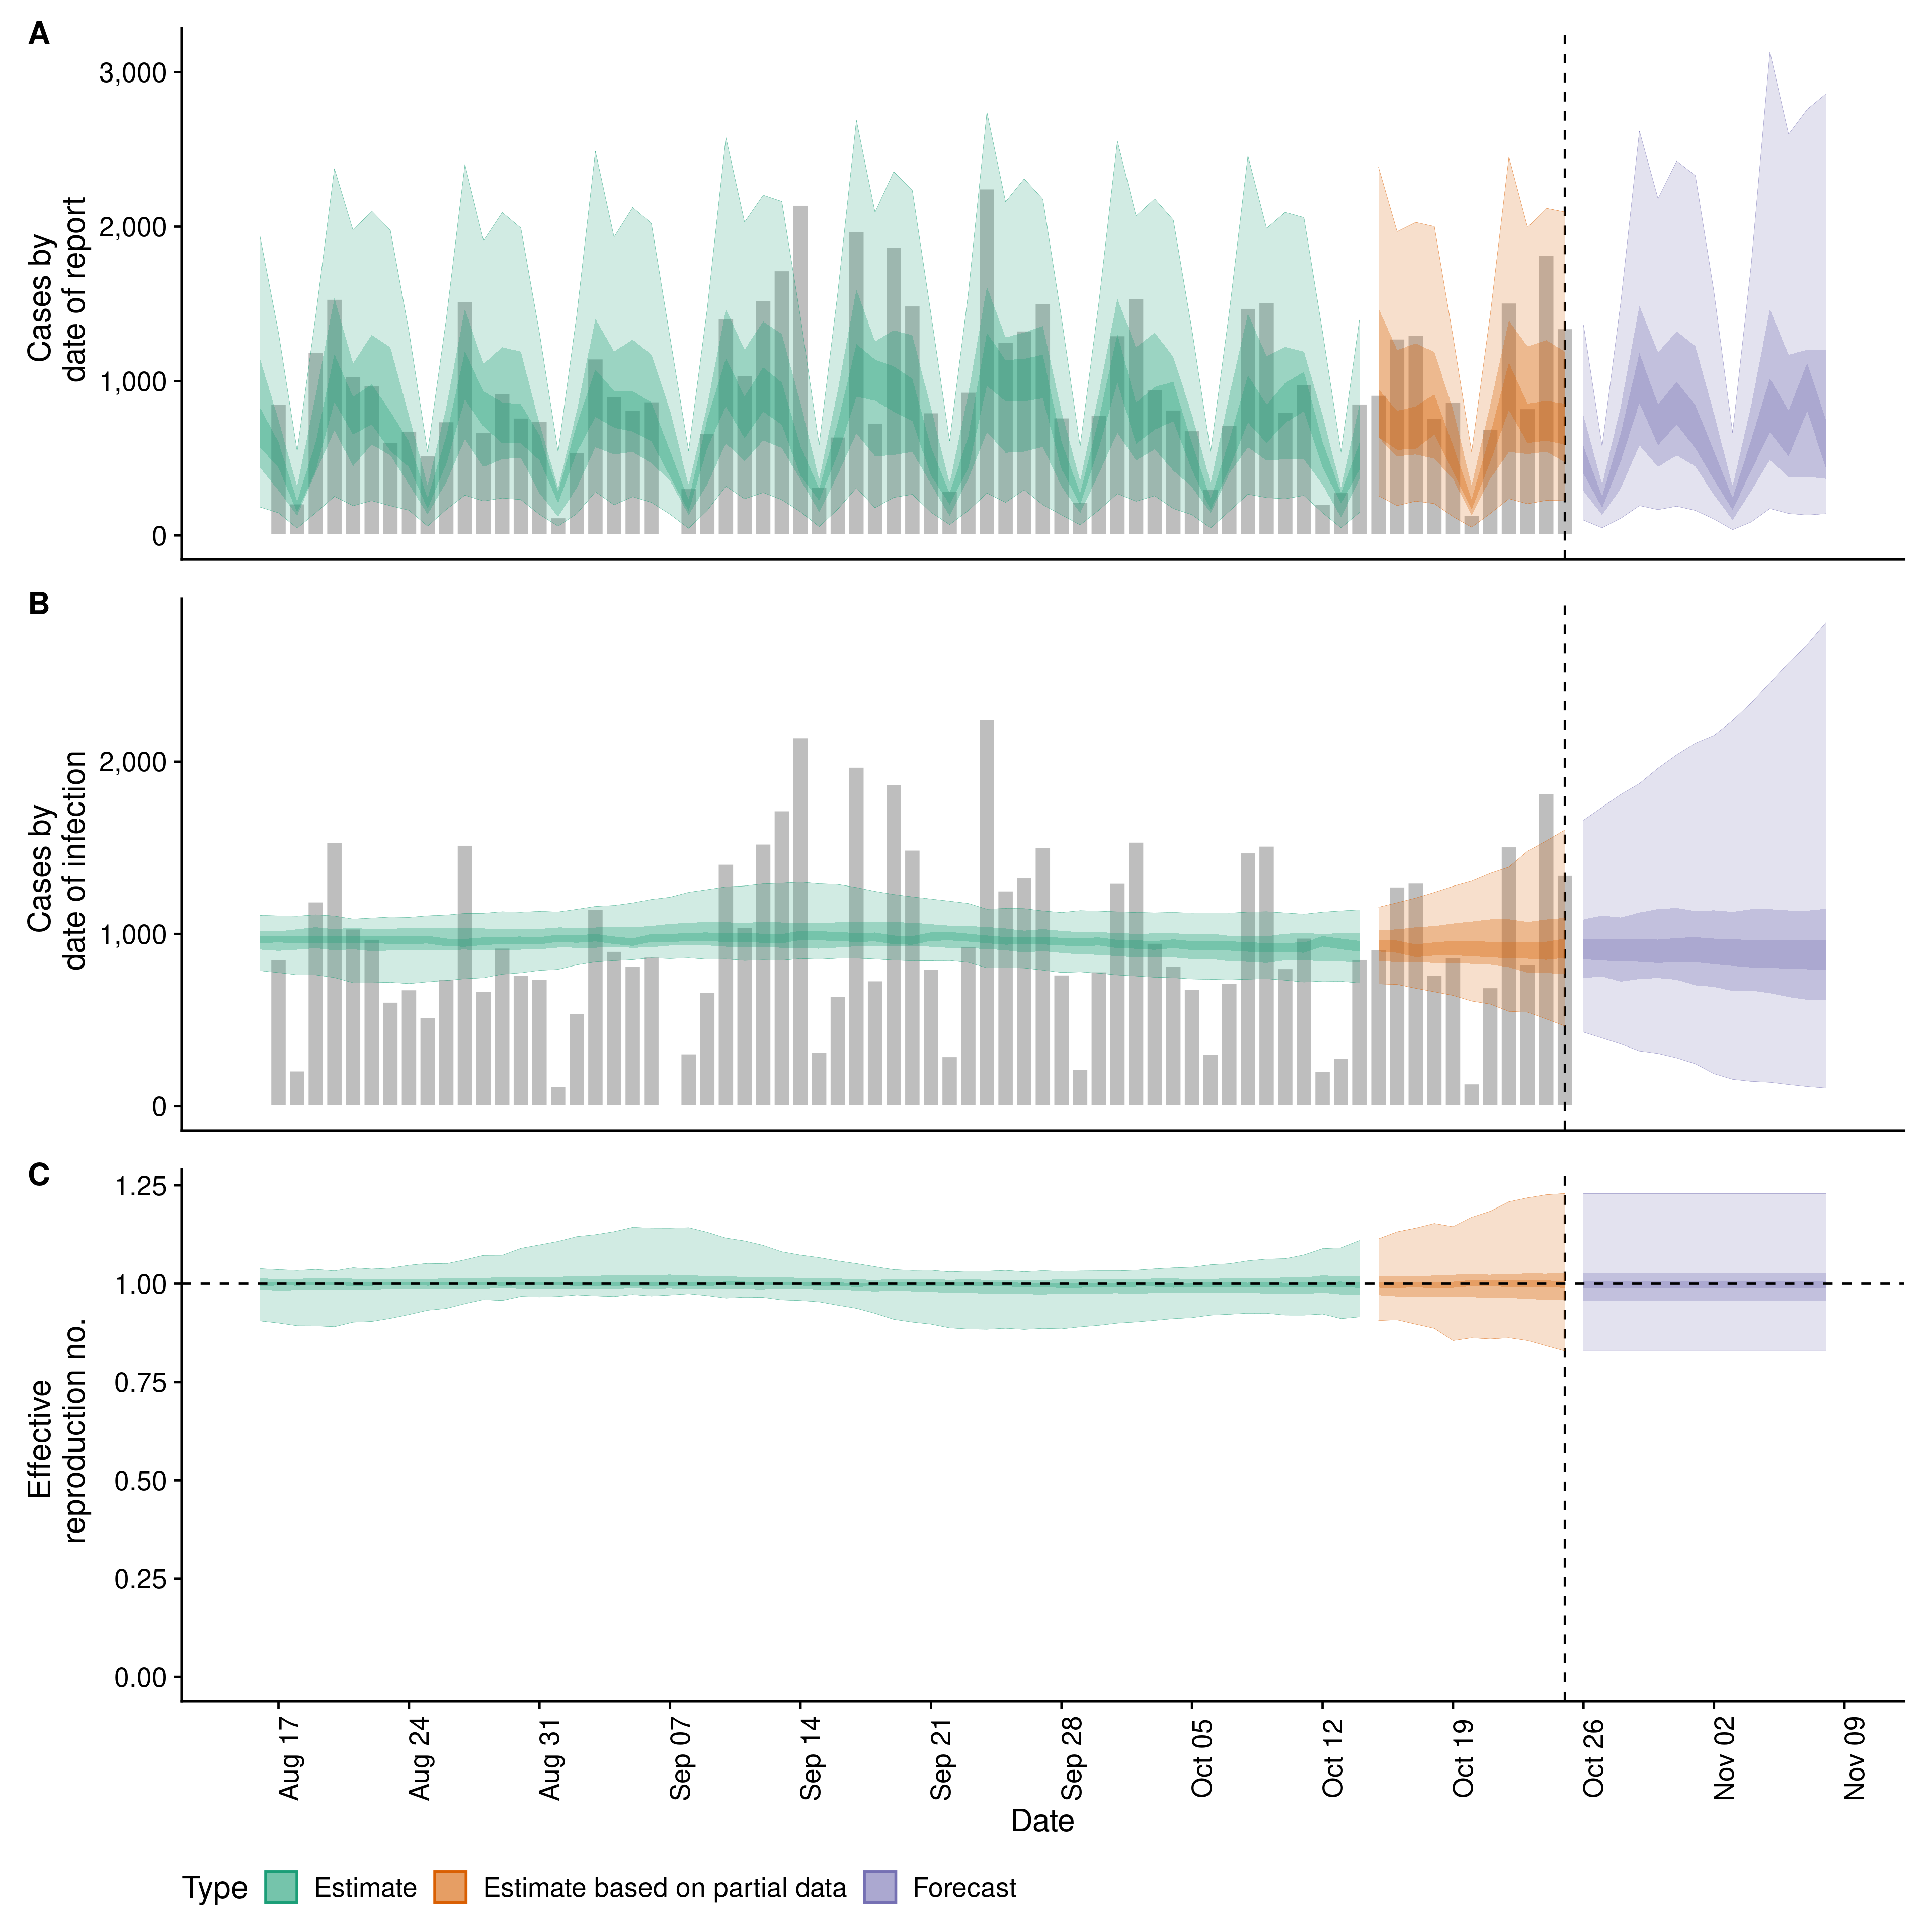 A
Cases by
date of report
3,000
2,000
1,000
0
B
Cases by
date of infection
2,000
1,000
0
C
Effective
reproduction no.
1.25
1.00
0.75
0.50
0.25
0.00
Aug 17
Aug 24
Aug 31
Sep 07
Sep 14
Sep 21
Sep 28
Oct 05
Oct 12
Oct 19
Oct 26
Nov 02
Nov 09
Date
Type Estimate Estimate based on partial data Forecast